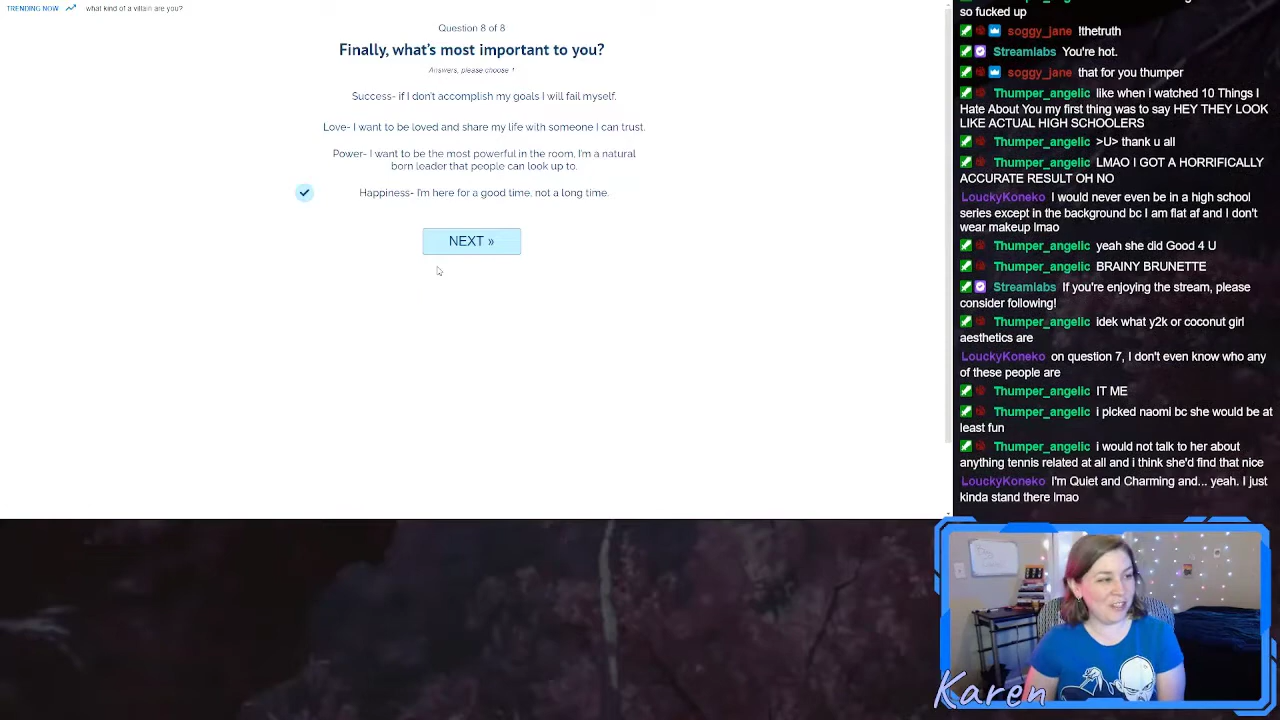 TRENDING NOW what kind of a villain are you?
Question 8 of 8
Finally, what's most important to you?
Answers, please choose 1
Success- if I don't accomplish my goals I will fail myself.
Love- I want to be loved and share my life with someone I can trust.
Power- I want to be the most powerful in the room, I'm a natural
born leader that people can look up to.
Happiness- I'm here for a good time, not a long time.
NEXT »
so fucked up
soggy_jane !thetruth
Streamlabs You're hot.
soggy_jane that for you thumper
Thumper_angelic like when i watched 10 Things I
Hate About You my first thing was to say HEY THEY LOOK
LIKE ACTUAL HIGH SCHOOLERS
Thumper_angelic >U> thank u all
Thumper_angelic LMAO I GOT A HORRIFICALLY
ACCURATE RESULT OH NO
LouckyKoneko I would never even be in a high school
series except in the background bc I am flat af and I don't
wear makeup lmao
Thumper_angelic yeah she did Good 4 U
Thumper_angelic BRAINY BRUNETTE
Streamlabs If you're enjoying the stream, please
consider following!
Thumper_angelic idek what y2k or coconut girl
aesthetics are
LouckyKoneko on question 7, I don't even know who any
of these people are
Thumper_angelic IT ME
Thumper_angelic i picked naomi bc she would be at
least fun
Thumper_angelic i would not talk to her about
anything tennis related at all and i think she'd find that nice
LouckyKoneko I'm Quiet and Charming and... yeah. I just
kinda stand there lmao
Karen